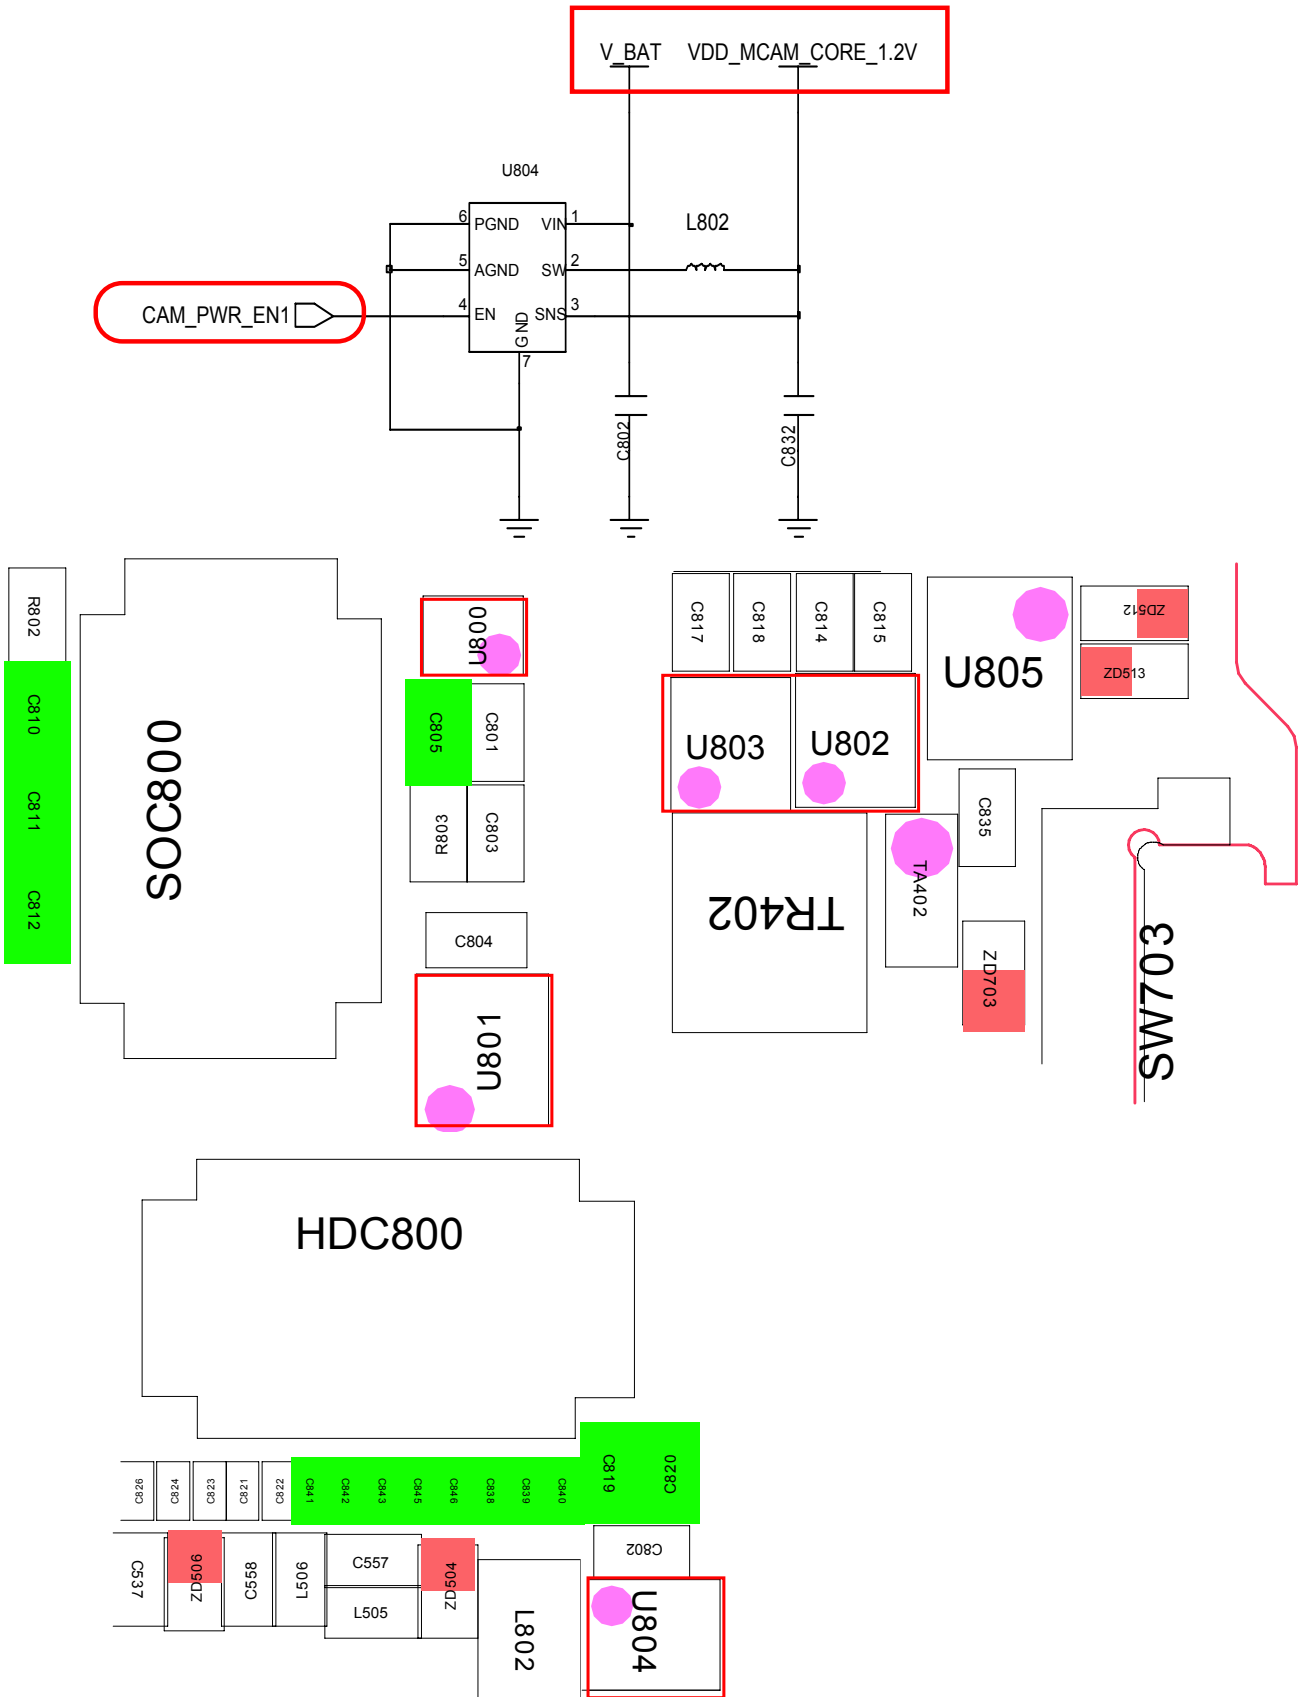 V_BAT VDD_MCAM_CORE_1.2V
U804
6 PGND VIN 1
L802
5 AGND SW 2
CAM_PWR_EN1
4 EN SNS 3
GND
7
C802
C832
R802
C810
C811
C812
SOC800
U800
C805
C801
R803
C803
C804
U801
C817
C818
C814
C815
U805
ZD512
ZD513
U803
U802
C835
TR402
TA402
ZD703
SW703
HDC800
C819
C820
C826
C824
C823
C821
C822
C841
C842
C843
C845
C846
C838
C839
C840
C802
C537
ZD506
C558
L506
C557
L505
ZD504
L802
U804